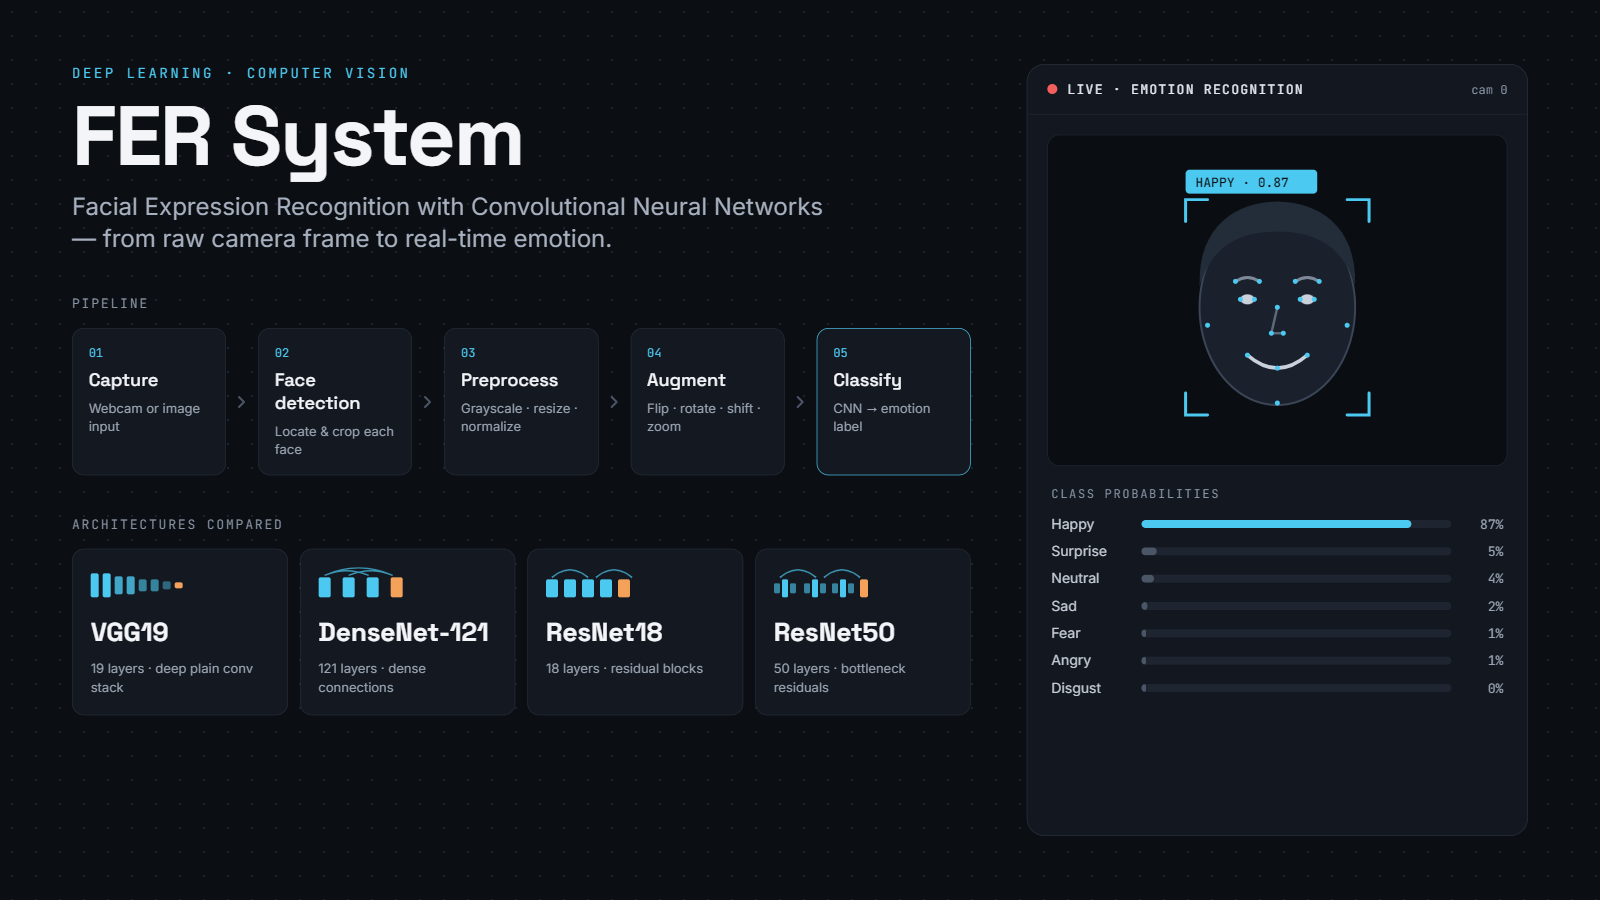 DEEP LEARNING · COMPUTER VISION
FER System
Facial Expression Recognition with Convolutional Neural Networks
— from raw camera frame to real-time emotion.
PIPELINE
01
Capture
Webcam or image
input
02
Face
detection
Locate & crop each
face
03
Preprocess
Grayscale · resize ·
normalize
04
Augment
Flip · rotate · shift ·
zoom
05
Classify
CNN → emotion
label
ARCHITECTURES COMPARED
VGG19
19 layers · deep plain conv
stack
DenseNet-121
121 layers · dense
connections
ResNet18
18 layers · residual blocks
ResNet50
50 layers · bottleneck
residuals
LIVE · EMOTION RECOGNITION
cam 0
HAPPY · 0.87
CLASS PROBABILITIES
Happy 87%
Surprise 5%
Neutral 4%
Sad 2%
Fear 1%
Angry 1%
Disgust 0%